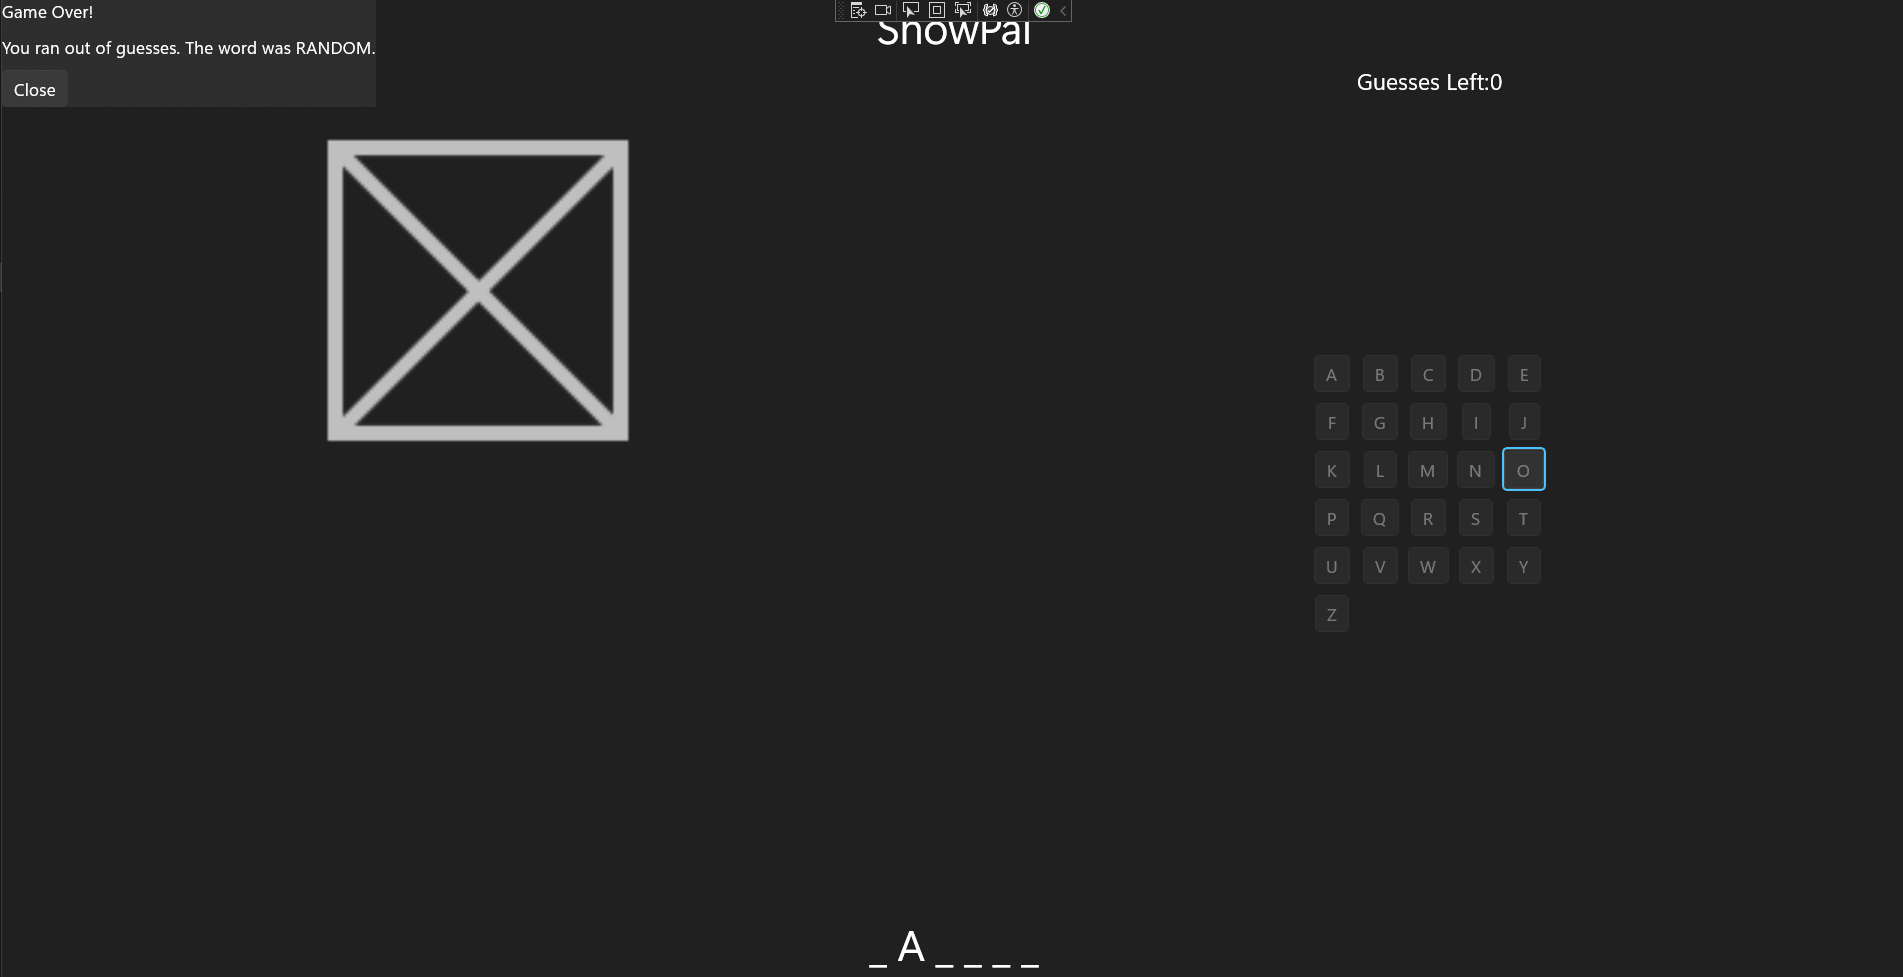 Game Over!
You ran out of guesses. The word was RANDOM.
Close
SnowPal
Guesses Left:0
A B C D E
F G H I J
K L M N O
P Q R S T
U V W X Y
Z
_ A _ _ _ _